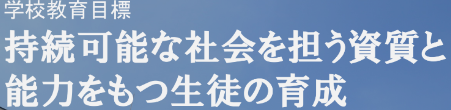 学校教育目標
持続可能な社会を担う資質と
能力をもつ生徒の育成